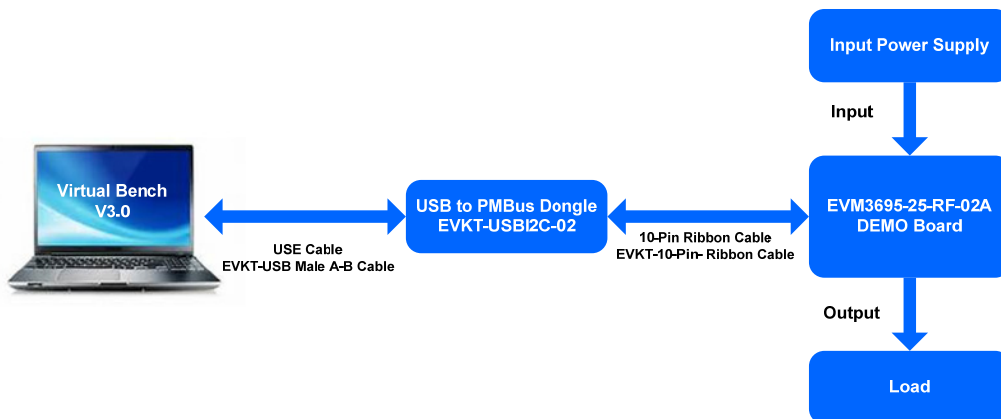 Input Power Supply
Input
Virtual Bench
V3.0
USB to PMBus Dongle
EVKT-USBI2C-02
EVM3695-25-RF-02A
DEMO Board
USE Cable
EVKT-USB Male A-B Cable
10-Pin Ribbon Cable
EVKT-10-Pin- Ribbon Cable
Output
Load